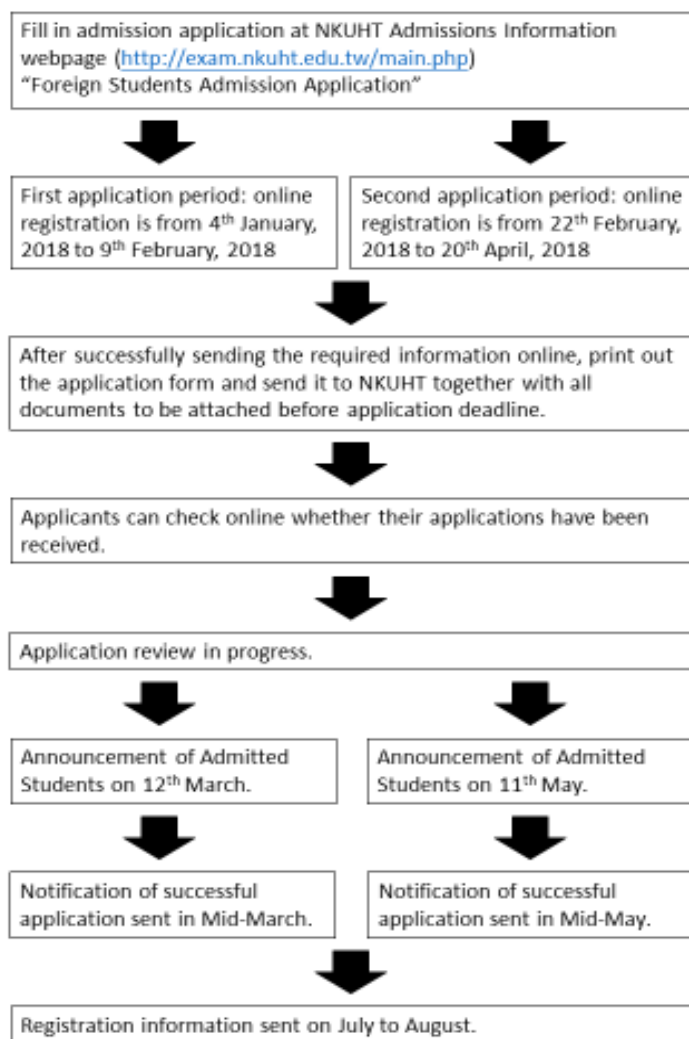 Fill in admission application at NKUHT Admissions Information
webpage (http://exam.nkuht.edu.tw/main.php)
“Foreign Students Admission Application”
First application period: online
registration is from 4th January,
2018 to 9th February, 2018
Second application period: online
registration is from 22th February,
2018 to 20th April, 2018
After successfully sending the required information online, print out
the application form and send it to NKUHT together with all
documents to be attached before application deadline.
Applicants can check online whether their applications have been
received.
Application review in progress.
Announcement of Admitted
Students on 12th March.
Announcement of Admitted
Students on 11th May.
Notification of successful
application sent in Mid-March.
Notification of successful
application sent in Mid-May.
Registration information sent on July to August.